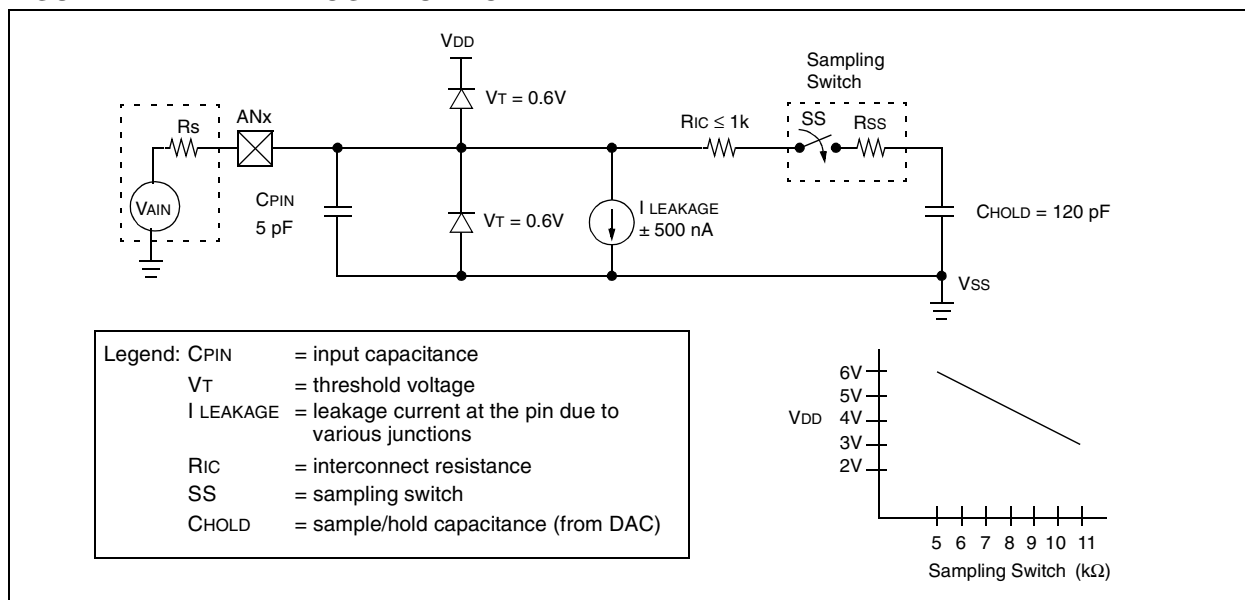 VDD
Sampling
Switch
VT = 0.6V
ANx
RIC ≤ 1k
SS
RSS
Rs
CPIN
5 pF
VAIN
VT = 0.6V
I LEAKAGE
± 500 nA
CHOLD = 120 pF
VSS
Legend: CPIN = input capacitance
VT = threshold voltage
I LEAKAGE = leakage current at the pin due to
various junctions
RIC = interconnect resistance
SS = sampling switch
CHOLD = sample/hold capacitance (from DAC)
6V
5V
VDD 4V
3V
2V
5 6 7 8 9 10 11
Sampling Switch (kΩ)